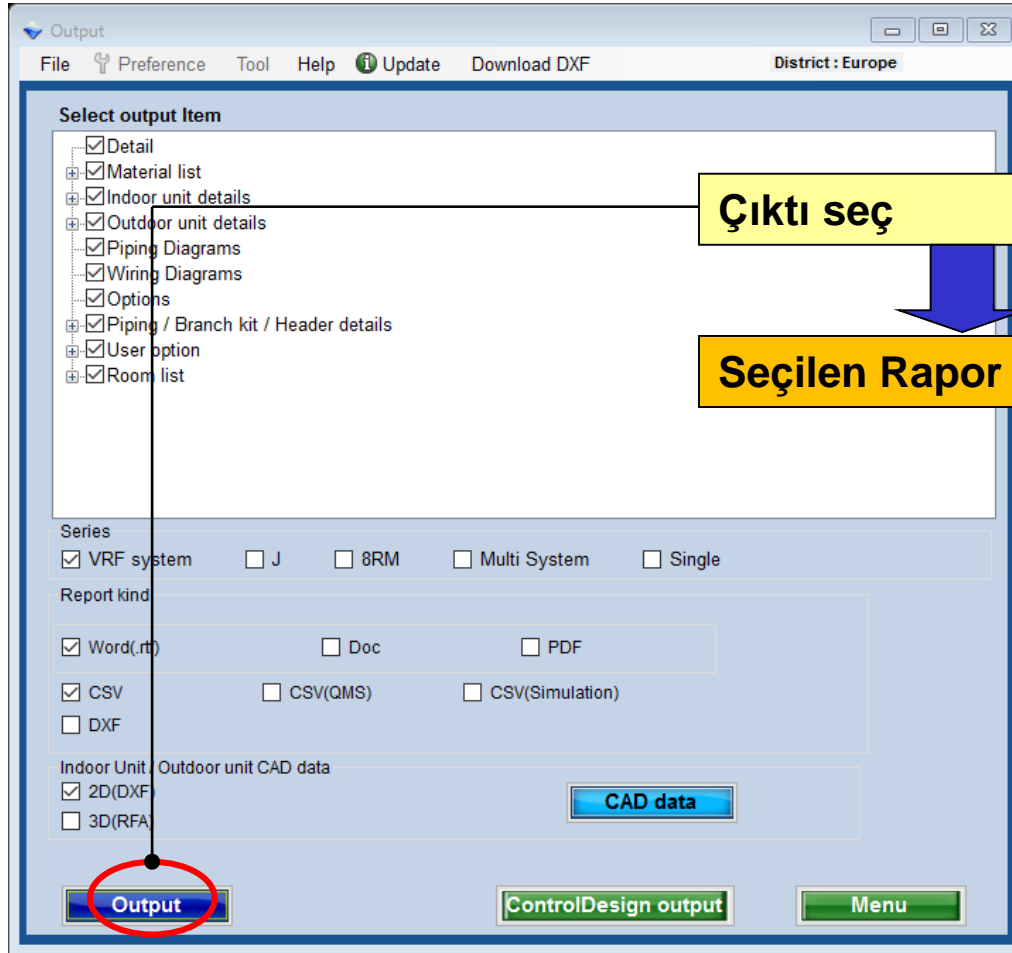 Output
File Preference Tool Help Update Download DXF District : Europe
Select output Item
Detail
Material list
Indoor unit details
Outdoor unit details
Piping Diagrams
Wiring Diagrams
Options
Piping / Branch kit / Header details
User option
Room list
Çıktı seç
Seçilen Rapor
Series
VRF system J 8RM Multi System Single
Report kind
Word(.rtf) Doc PDF
CSV CSV(QMS) CSV(Simulation)
DXF
Indoor Unit / Outdoor unit CAD data
2D(DXF)
3D(RFA)
CAD data
Output ControlDesign output Menu